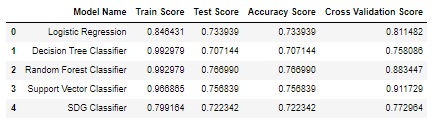 Model Name Train Score Test Score Accuracy Score Cross Validation Score
0 Logistic Regression 0.846431 0.733939 0.733939 0.811482
1 Decision Tree Classifier 0.992979 0.707144 0.707144 0.758086
2 Random Forest Classifier 0.992979 0.766990 0.766990 0.883447
3 Support Vector Classifier 0.966865 0.756839 0.756839 0.911729
4 SDG Classifier 0.799164 0.722342 0.722342 0.772964